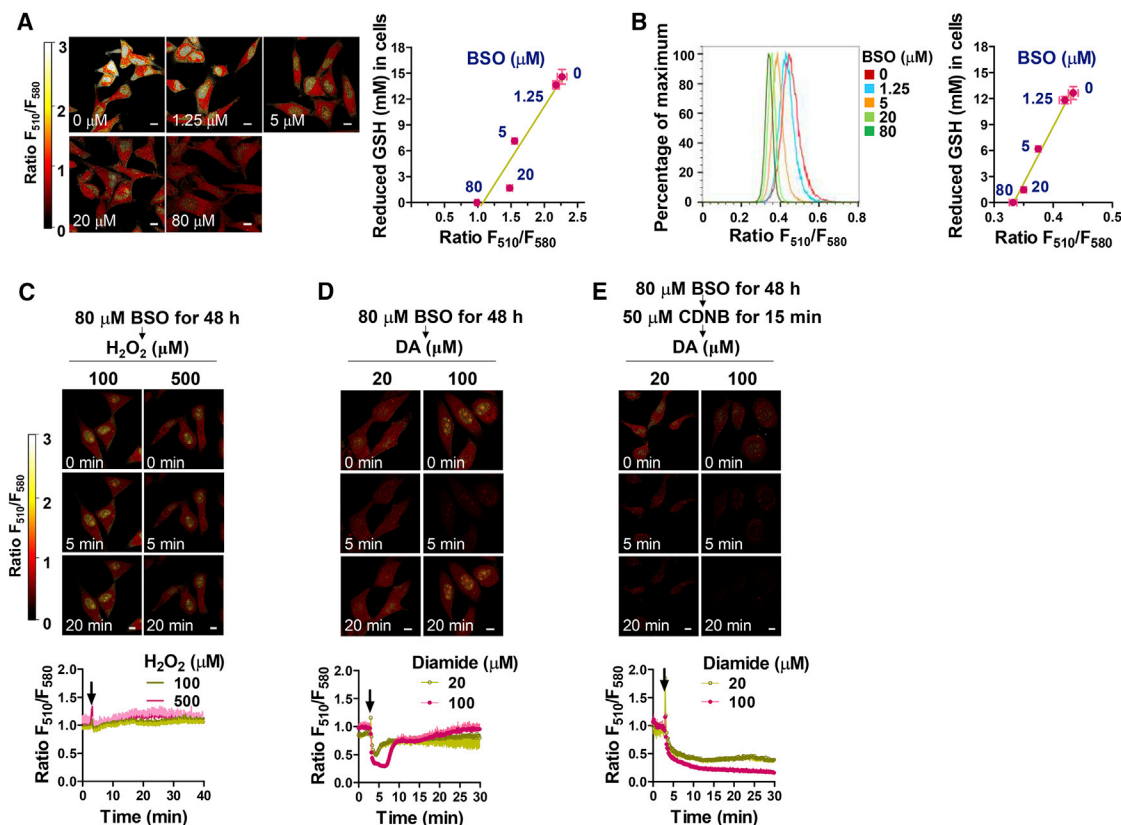 A
Ratio F510/F580
3
2
1
0
0 μM
1.25 μM
5 μM
20 μM
80 μM
Reduced GSH (mM) in cells
18
15
12
9
6
3
0
BSO (μM)
0
1.25
5
20
80
0.5 1.0 1.5 2.0 2.5
Ratio F510/F580
B
Percentage of maximum
100
80
60
40
20
0
0 0.2 0.4 0.6 0.8
Ratio F510/F580
BSO (μM)
0
1.25
5
20
80
Reduced GSH (mM) in cells
18
15
12
9
6
3
0
BSO (μM)
0
1.25
5
20
80
0.3 0.4 0.5
Ratio F510/F580
C
80 μM BSO for 48 h
H2O2 (μM)
100 500
Ratio F510/F580
3
2
1
0
0 min 0 min
5 min 5 min
20 min 20 min
Ratio F510/F580
2.0
1.5
1.0
0.5
0.0
H2O2 (μM)
100
500
0 10 20 30 40
Time (min)
D
80 μM BSO for 48 h
DA (μM)
20 100
0 min 0 min
5 min 5 min
20 min 20 min
Diamide (μM)
20
100
Ratio F510/F580
2.0
1.5
1.0
0.5
0.0
0 5 10 15 20 25 30
Time (min)
E
80 μM BSO for 48 h
50 μM CDNB for 15 min
DA (μM)
20 100
0 min 0 min
5 min 5 min
20 min 20 min
Diamide (μM)
20
100
Ratio F510/F580
2.0
1.5
1.0
0.5
0.0
0 5 10 15 20 25 30
Time (min)